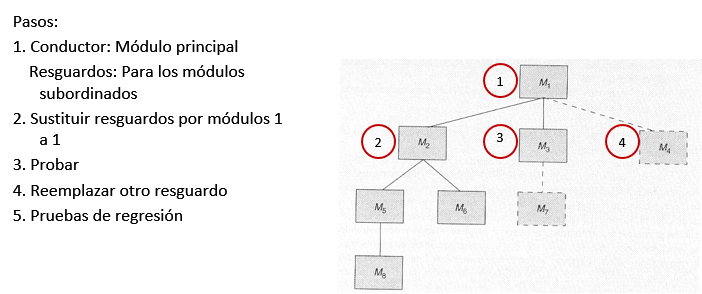 Pasos:
1. Conductor: Módulo principal
Resguardos: Para los módulos
subordinados
2. Sustituir resguardos por módulos 1
a 1
3. Probar
4. Reemplazar otro resguardo
5. Pruebas de regresión
1 M1
2 M2 3 M3 4 M4
M5 M6 M7
M8